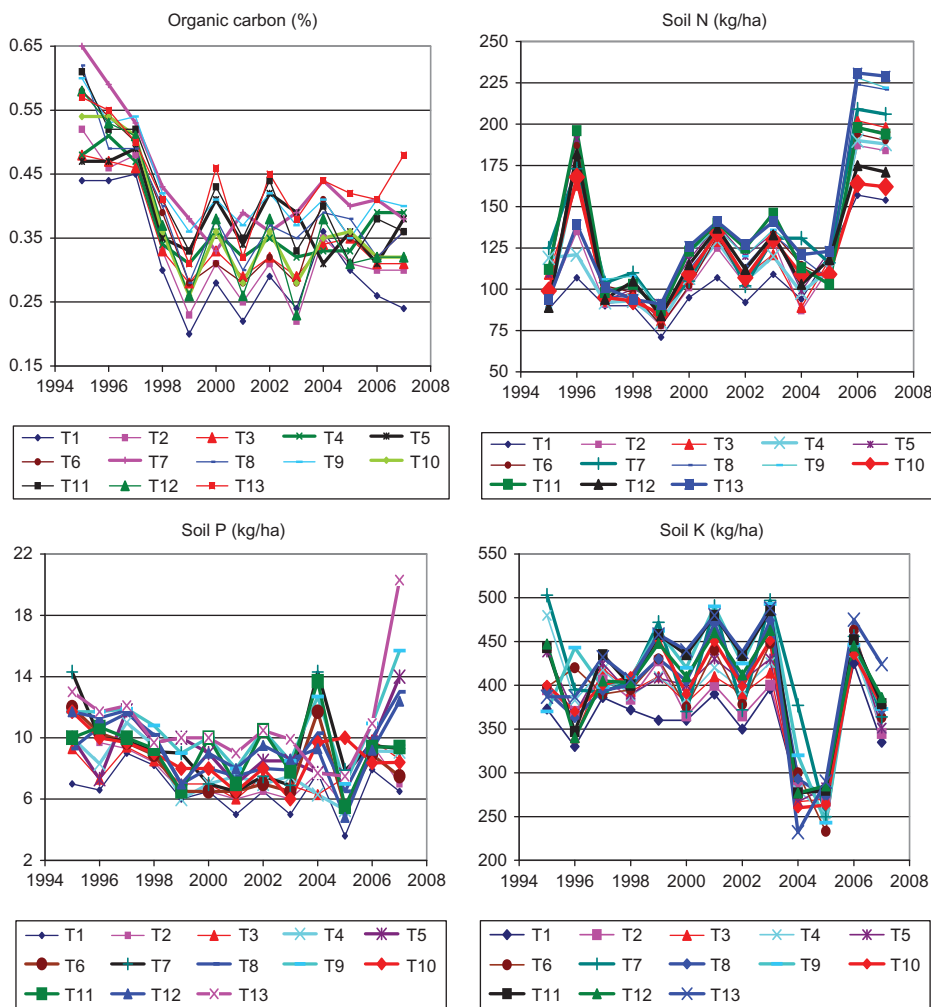 Organic carbon (%)
0.65
0.55
0.45
0.35
0.25
0.15
1994 1996 1998 2000 2002 2004 2006 2008
T1 T2 T3 T4 T5
T6 T7 T8 T9 T10
T11 T12 T13
Soil N (kg/ha)
250
225
200
175
150
125
100
75
50
1994 1996 1998 2000 2002 2004 2006 2008
T1 T2 T3 T4 T5
T6 T7 T8 T9 T10
T11 T12 T13
Soil P (kg/ha)
22
18
14
10
6
2
1994 1996 1998 2000 2002 2004 2006 2008
T1 T2 T3 T4 T5
T6 T7 T8 T9 T10
T11 T12 T13
Soil K (kg/ha)
550
500
450
400
350
300
250
200
1994 1996 1998 2000 2002 2004 2006 2008
T1 T2 T3 T4 T5
T6 T7 T8 T9 T10
T11 T12 T13